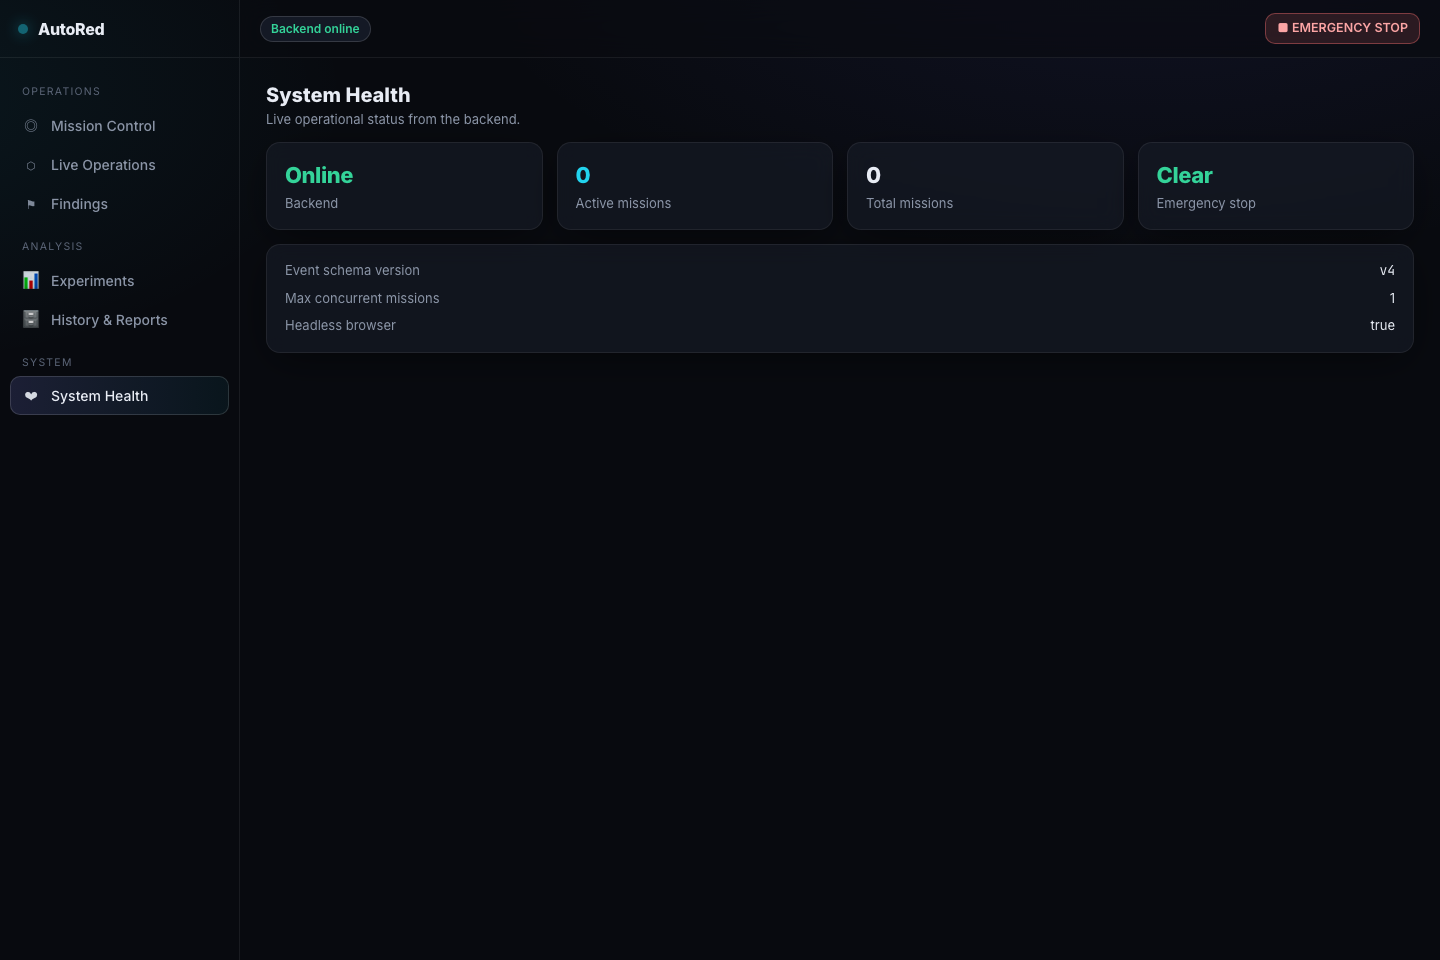 AutoRed
Backend online
EMERGENCY STOP
OPERATIONS
Mission Control
Live Operations
Findings
ANALYSIS
Experiments
History & Reports
SYSTEM
System Health
System Health
Live operational status from the backend.
Online
Backend
0
Active missions
0
Total missions
Clear
Emergency stop
Event schema version v4
Max concurrent missions 1
Headless browser true